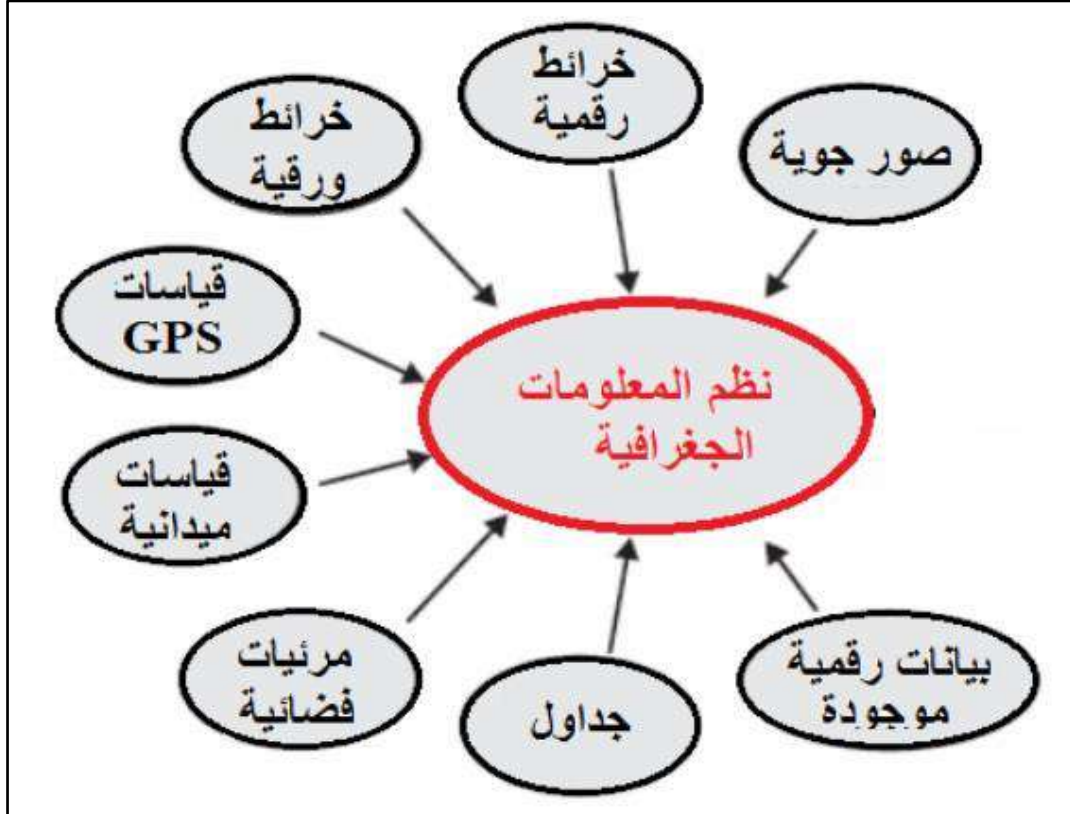 خرائط
رقمية
خرائط
ورقية
صور جوية
قياسات
GPS
نظم المعلومات
الجغرافية
قياسات
ميدانية
مرئيات
فضائية
جداول
بيانات رقمية
موجودة